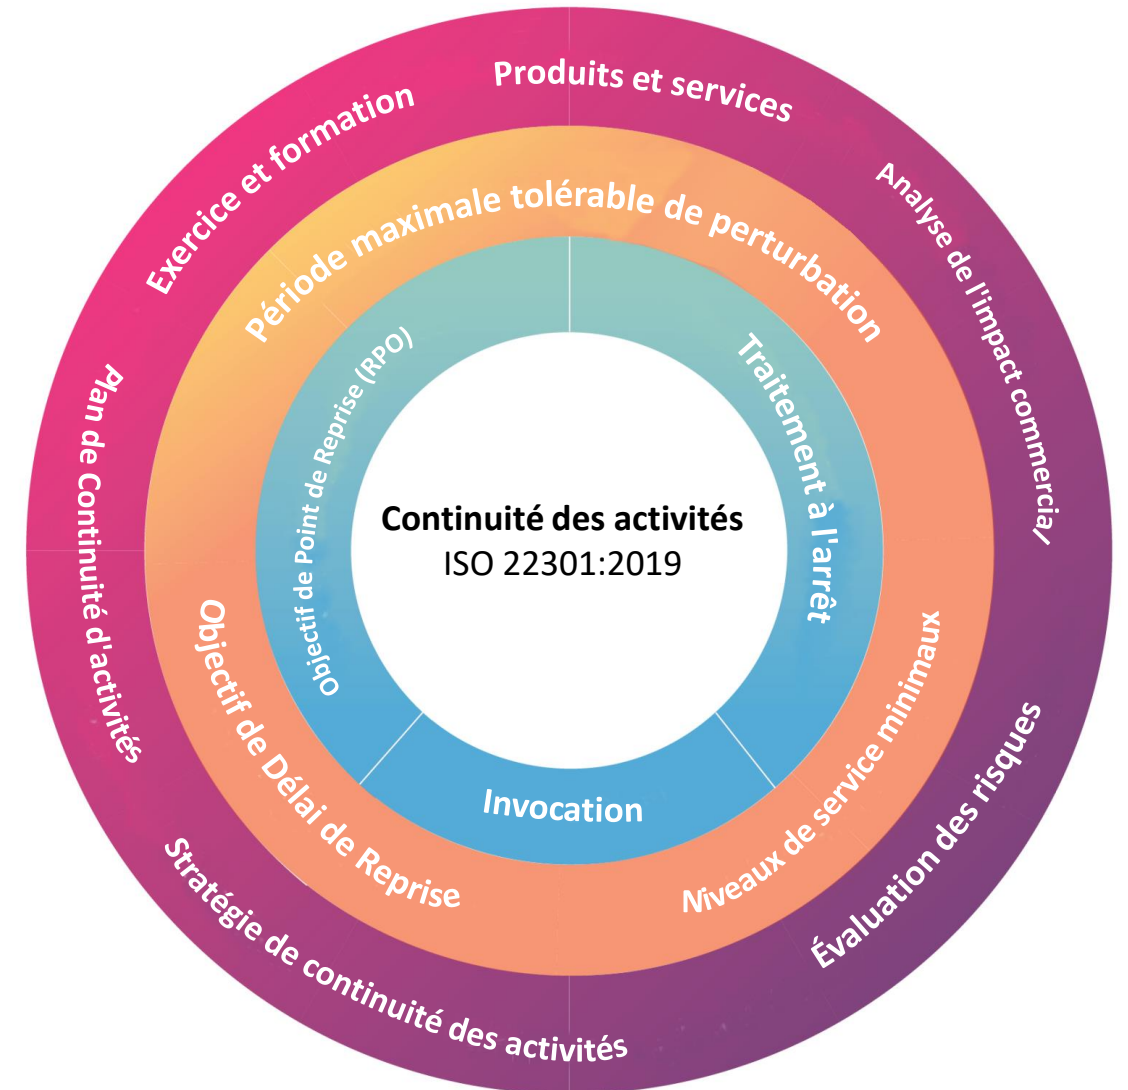 Produits et services
Analyse de l'impact commercial
Évaluation des risques
Stratégie de continuité des activités
Plan de Continuité d'activités
Exercice et formation
Période maximale tolérable de perturbation
Niveaux de service minimaux
Objectif de Délai de Reprise
Traitement à l'arrêt
Invocation
Objectif de Point de Reprise (RPO)
Continuité des activités
ISO 22301:2019